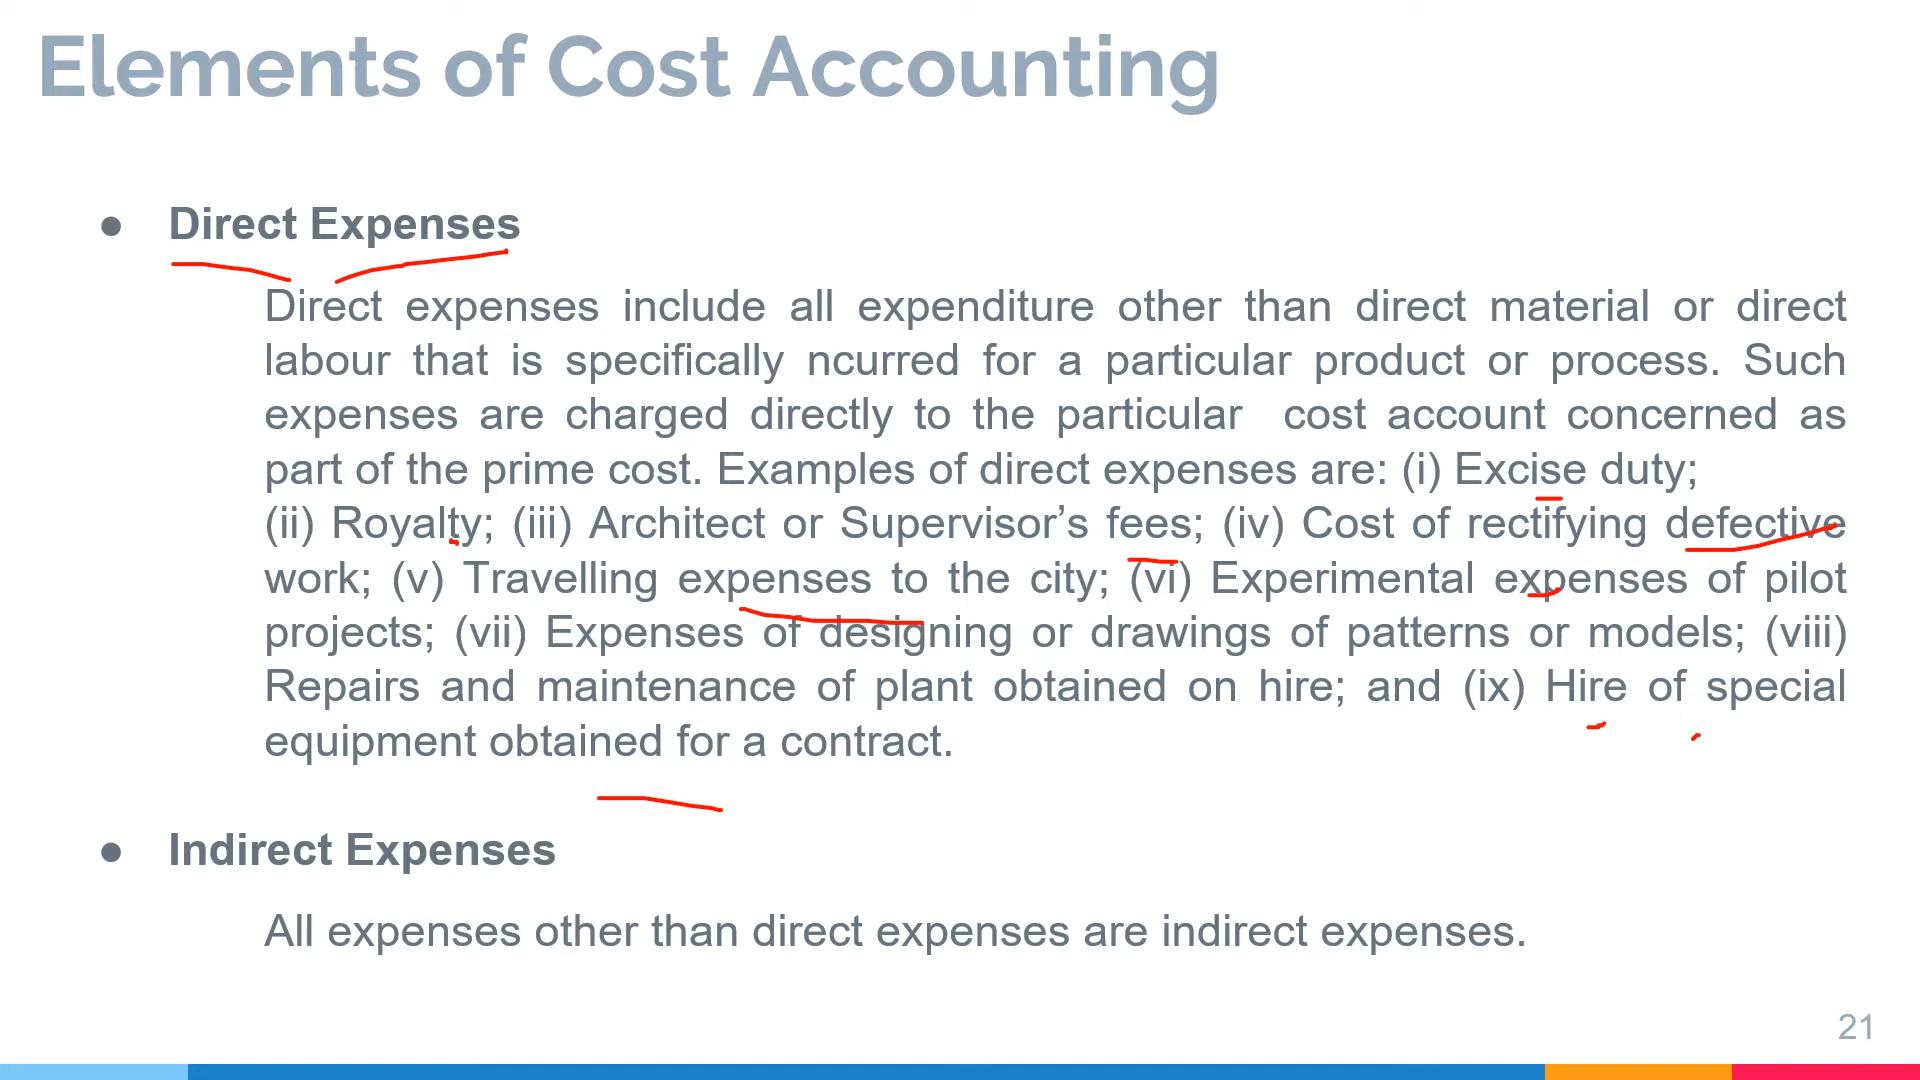 Elements of Cost Accounting
● Direct Expenses
Direct expenses include all expenditure other than direct material or direct
labour that is specifically ncurred for a particular product or process. Such
expenses are charged directly to the particular cost account concerned as
part of the prime cost. Examples of direct expenses are: (i) Excise duty;
(ii) Royalty; (iii) Architect or Supervisor’s fees; (iv) Cost of rectifying defective
work; (v) Travelling expenses to the city; (vi) Experimental expenses of pilot
projects; (vii) Expenses of designing or drawings of patterns or models; (viii)
Repairs and maintenance of plant obtained on hire; and (ix) Hire of special
equipment obtained for a contract.
● Indirect Expenses
All expenses other than direct expenses are indirect expenses.
21